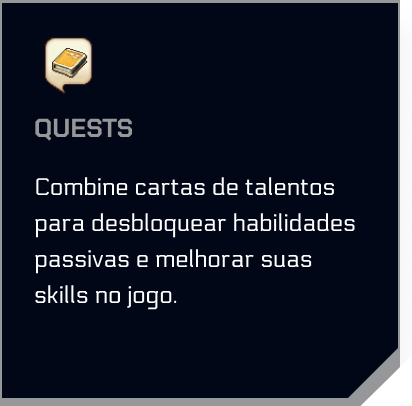 QUESTS
Combine cartas de talentos
para desbloquear habilidades
passivas e melhorar suas
skills no jogo.